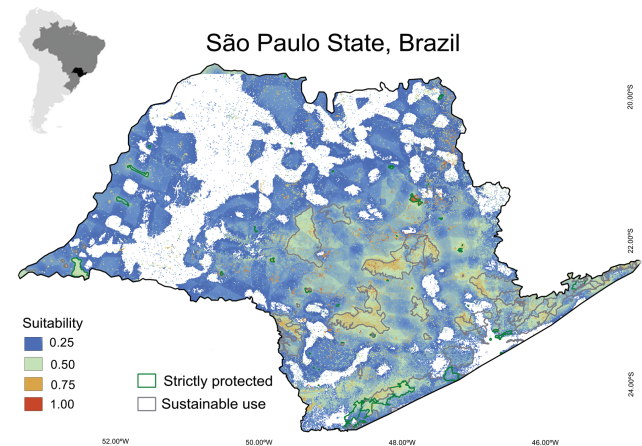 São Paulo State, Brazil
20.00°S
22.00°S
24.00°S
Suitability
0.25
0.50
0.75
1.00
Strictly protected
Sustainable use
52.00°W
50.00°W
48.00°W
46.00°W